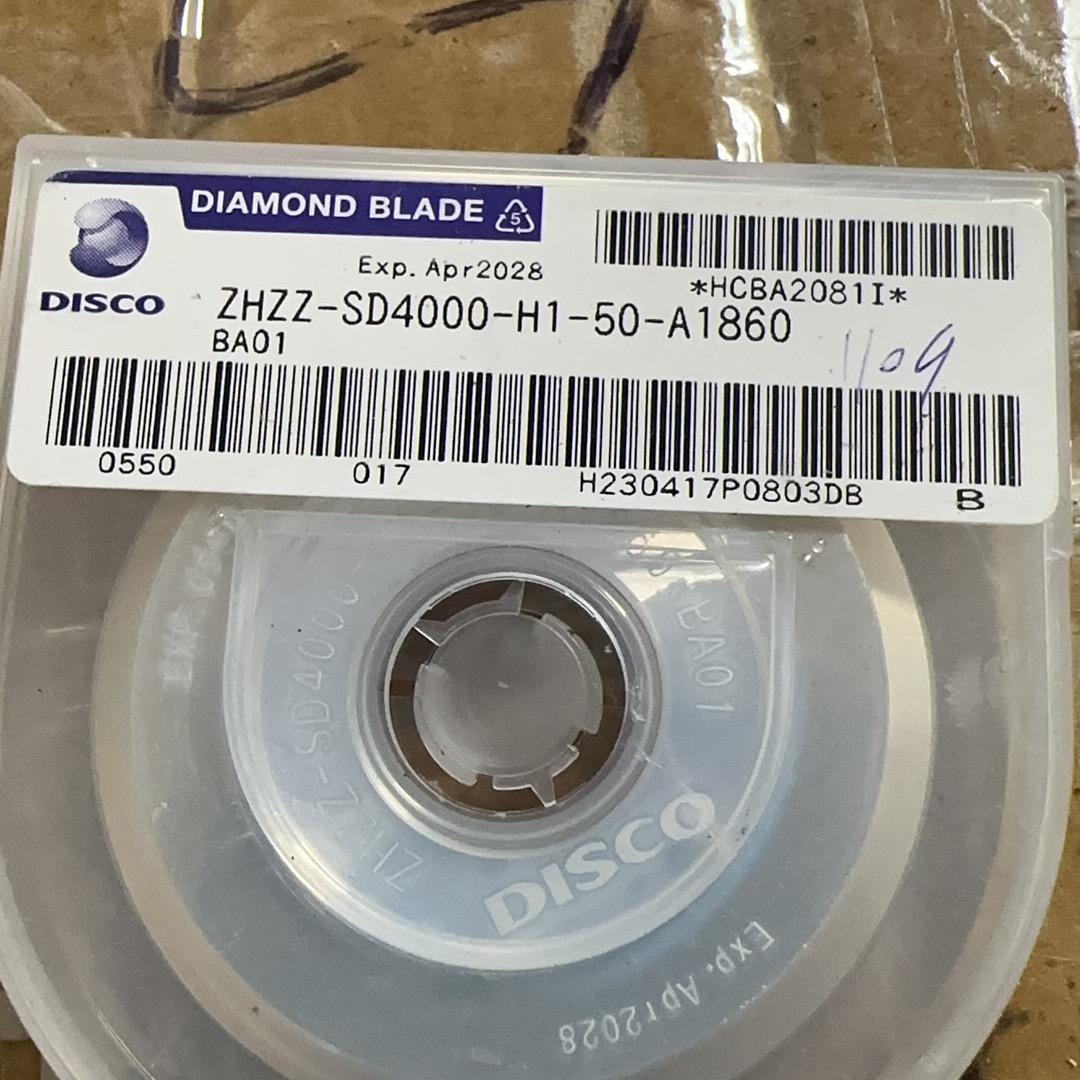 DIAMOND BLADE 5
DISCO
Exp. Apr2028
*HCBA2081I*
ZHZZ-SD4000-H1-50-A1860
BA01
1109
0550 017 H230417P0803DB B
ZHZZ-SD4000
BA01
DISCO
Exp.Apr2028